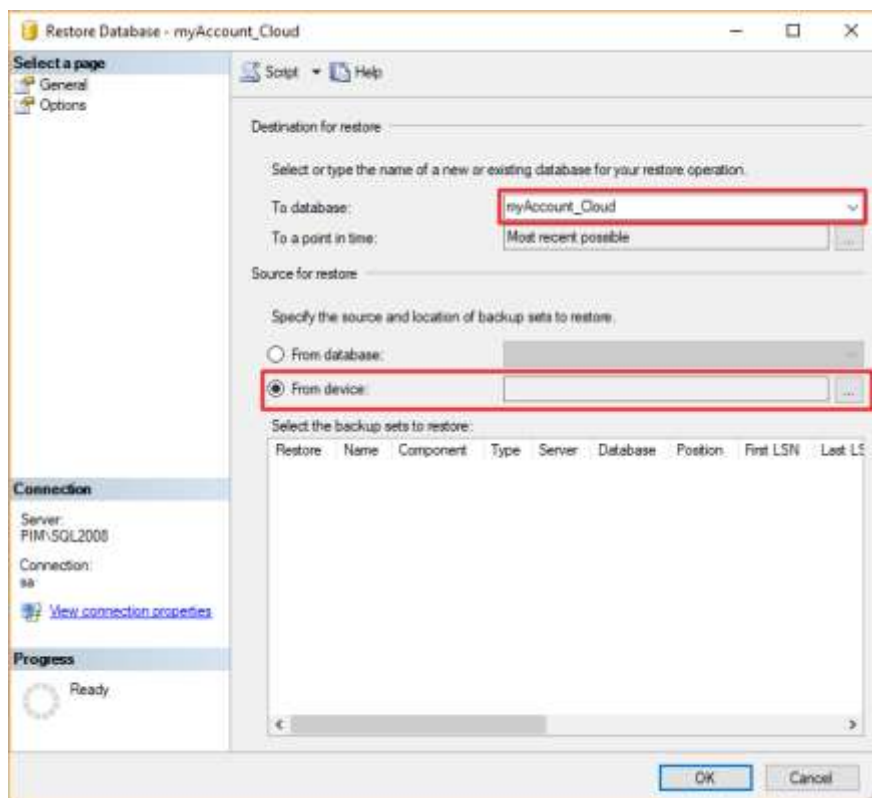 Restore Database - myAccount_Cloud
Select a page
General
Options
Script
Help
Destination for restore
Select or type the name of a new or existing database for your restore operation.
To database:
myAccount_Cloud
To a point in time:
Most recent possible
...
Source for restore
Specify the source and location of backup sets to restore.
From database:
From device:
...
Select the backup sets to restore:
Restore Name Component Type Server Database Position First LSN Last LS
Connection
Server:
PIM\SQL2008
Connection:
sa
View connection properties
Progress
Ready
OK
Cancel